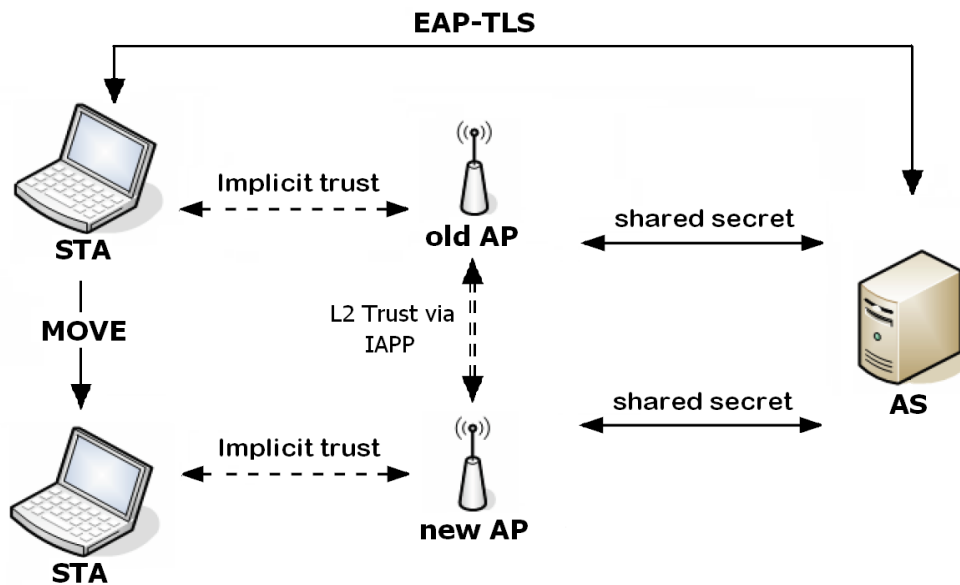 EAP-TLS
Implicit trust
STA
old AP
shared secret
MOVE
L2 Trust via
IAPP
AS
shared secret
Implicit trust
new AP
STA